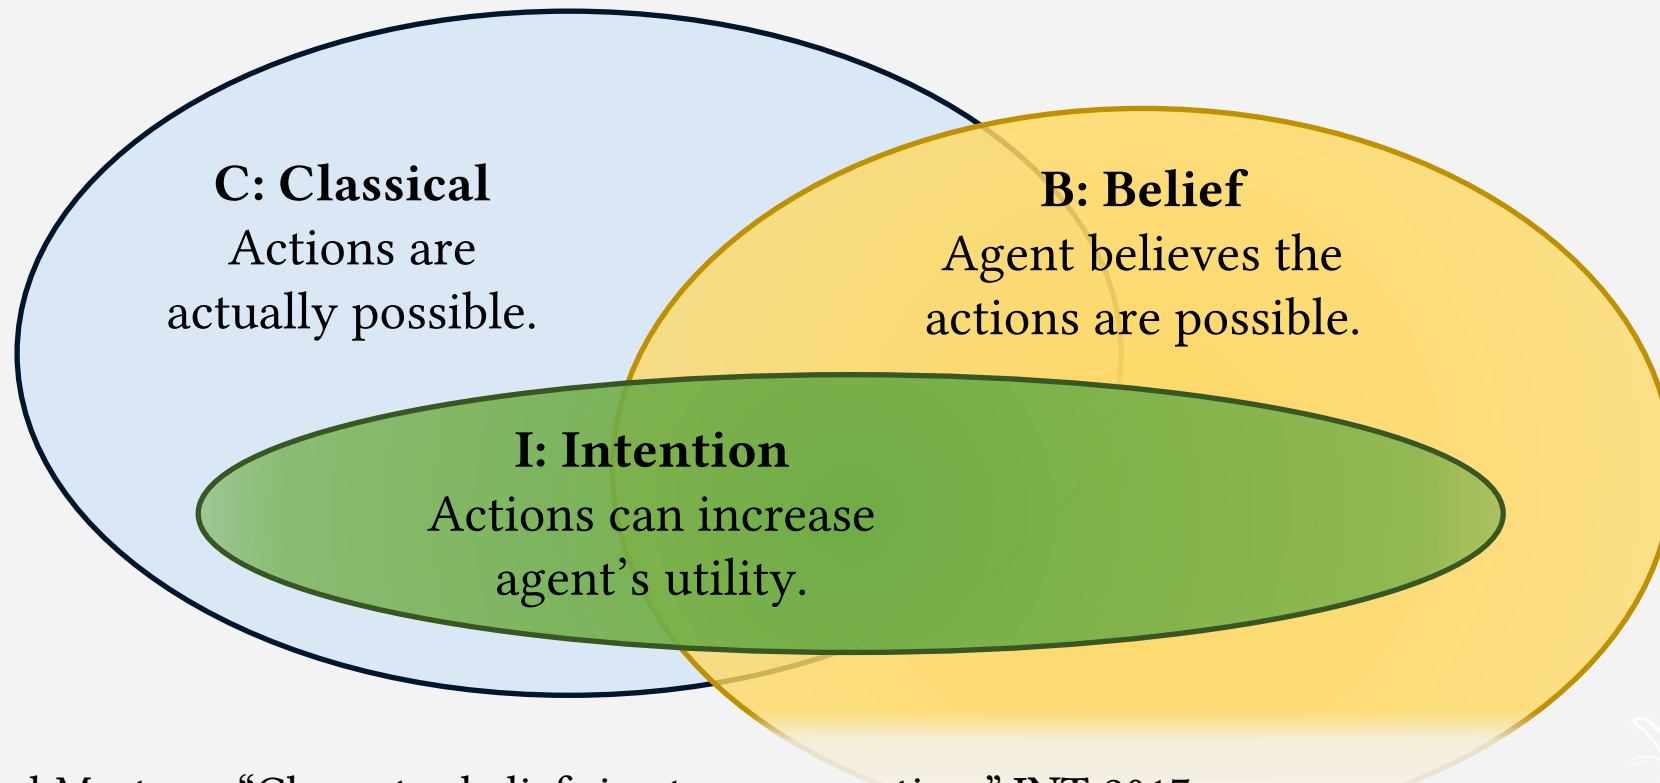 C: Classical
Actions are
actually possible.
B: Belief
Agent believes the
actions are possible.
I: Intention
Actions can increase
agent’s utility.